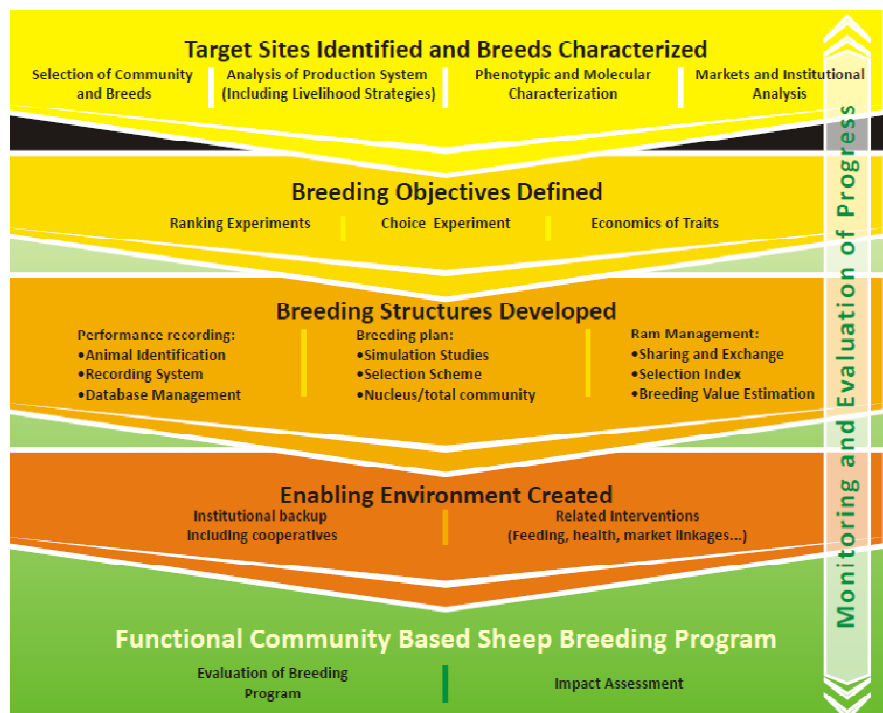 Target Sites Identified and Breeds Characterized
Selection of Community
and Breeds
Analysis of Production System
(Including Livelihood Strategies)
Phenotypic and Molecular
Characterization
Markets and Institutional
Analysis
Breeding Objectives Defined
Ranking Experiments
Choice Experiment
Economics of Traits
Breeding Structures Developed
Performance recording:
•Animal Identification
•Recording System
•Database Management
Breeding plan:
•Simulation Studies
•Selection Scheme
•Nucleus/total community
Ram Management:
•Sharing and Exchange
•Selection Index
•Breeding Value Estimation
Enabling Environment Created
Institutional backup
Including cooperatives
Related Interventions
(Feeding, health, market linkages...)
Functional Community Based Sheep Breeding Program
Evaluation of Breeding
Program
Impact Assessment
Monitoring and Evaluation of Progress